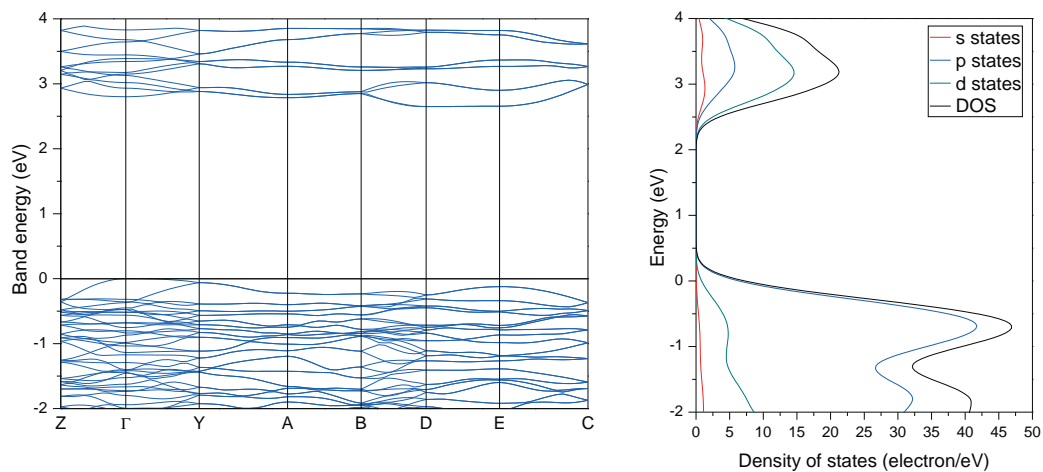 4
3
2
1
0
-1
-2
Band energy (eV)
Z Γ Y A B D E C
4
3
2
1
0
-1
-2
Energy (eV)
s states
p states
d states
DOS
0 5 10 15 20 25 30 35 40 45 50
Density of states (electron/eV)